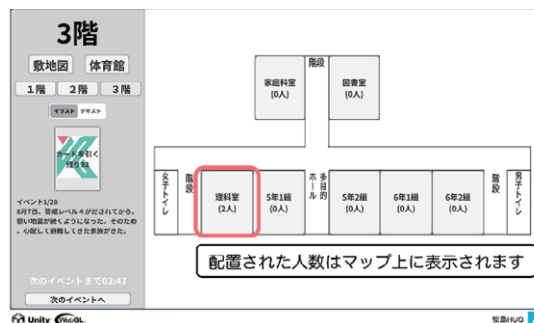 3階
敷地図
体育館
1階
2階
3階
イラスト
テキスト
カードを引く
残り92
イベント1/20
8月7日、警戒レベル4がだされてから、
弱い地震が続くようになった。そのため
、心配して避難してきた家族がきた。
次のイベントまで03:43
次のイベントへ
階段
家庭科室
(0人)
図書室
(0人)
女子トイレ
階段
理科室
(2人)
5年1組
(0人)
多目的
ホール
5年2組
(0人)
6年1組
(0人)
6年2組
(0人)
階段
男子トイレ
配置された人数はマップ上に表示されます
Unity WebGL
桜島HUG